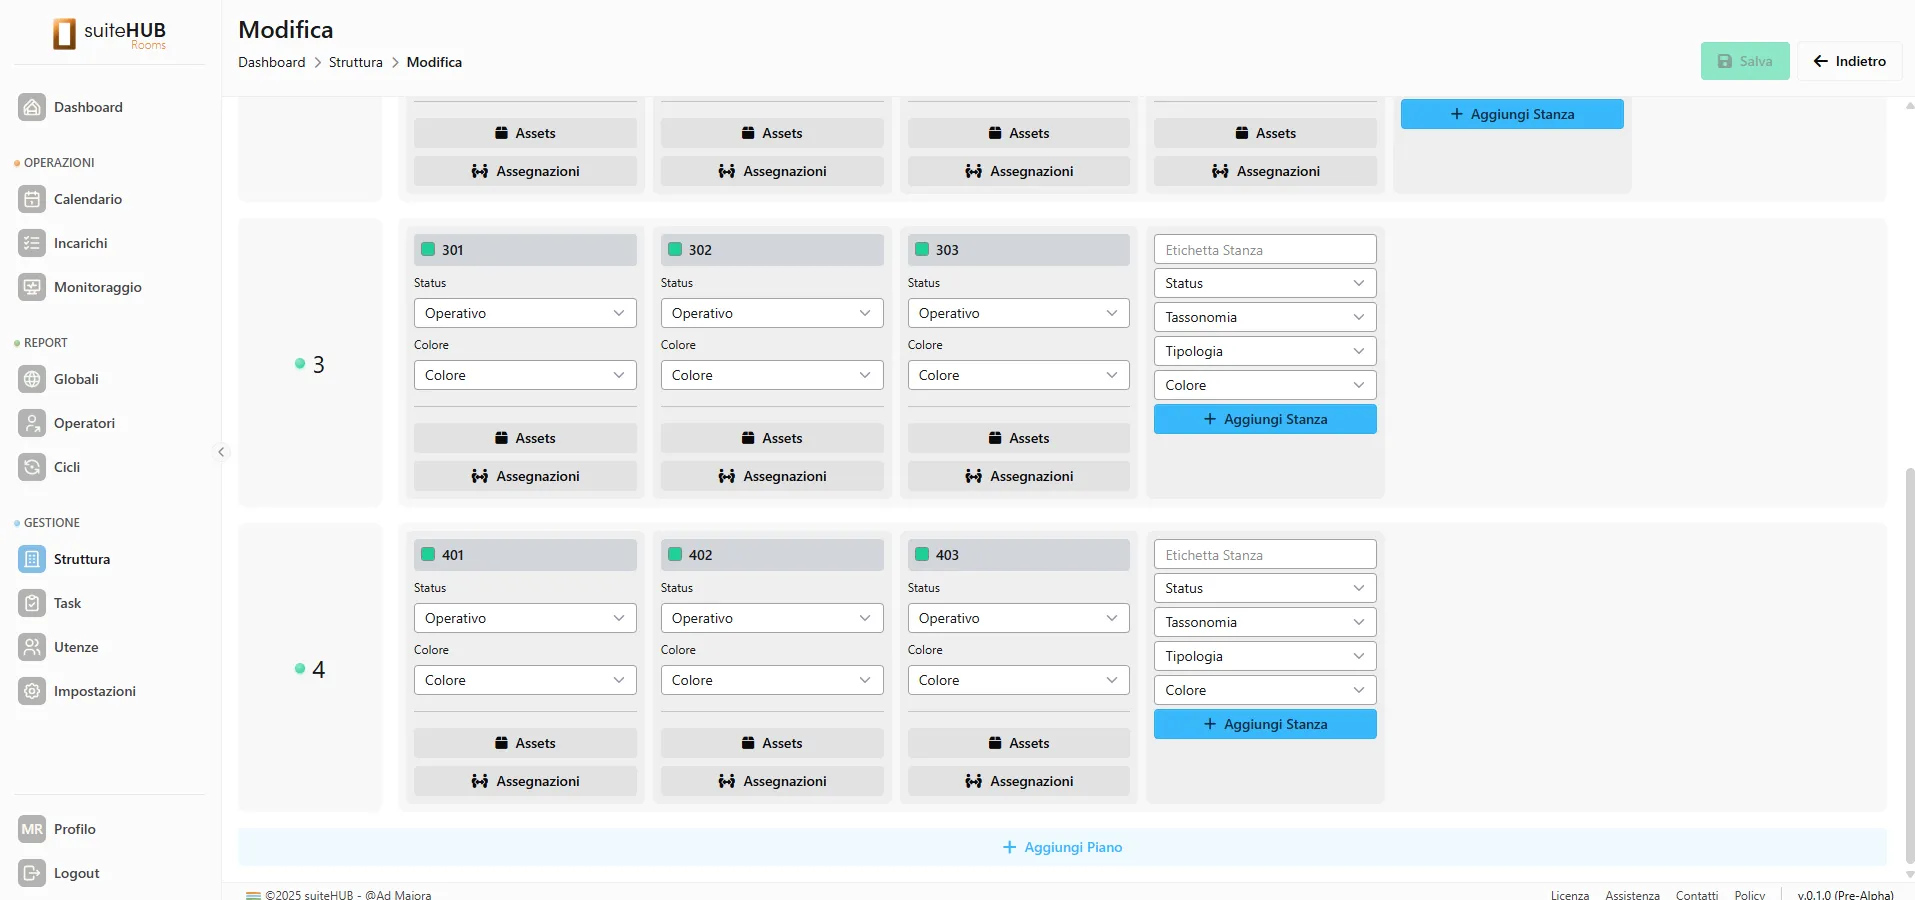 suiteHUB
Rooms
Dashboard
OPERAZIONI
Calendario
Incarichi
Monitoraggio
REPORT
Globali
Operatori
Cicli
GESTIONE
Struttura
Task
Utenze
Impostazioni
MR Profilo
Logout
Modifica
Dashboard Struttura Modifica
Salva Indietro
Assets Assets Assets Assets Aggiungi Stanza
Assegnazioni Assegnazioni Assegnazioni Assegnazioni
3
301 302 303 Etichetta Stanza
Status Status Status Status
Operativo Operativo Operativo Tassonomia
Colore Colore Colore Tipologia
Colore Colore Colore Colore
Aggiungi Stanza
Assets Assets Assets
Assegnazioni Assegnazioni Assegnazioni
4
401 402 403 Etichetta Stanza
Status Status Status Status
Operativo Operativo Operativo Tassonomia
Colore Colore Colore Tipologia
Colore Colore Colore Colore
Aggiungi Stanza
Assets Assets Assets
Assegnazioni Assegnazioni Assegnazioni
Aggiungi Piano
©2025 suiteHUB - @Ad Maiora
Licenza Assistenza Contatti Policy v.0.1.0 (Pre-Alpha)